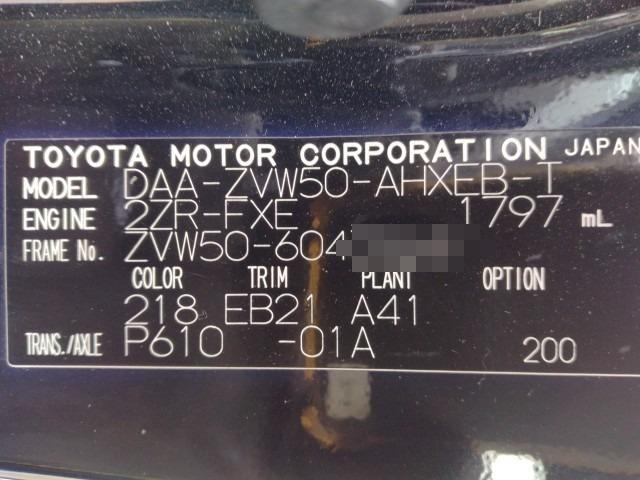 TOYOTA MOTOR CORPORATION JAPAN
MODEL DAA-ZVW50-AHXEB-T
ENGINE 2ZR-FXE 1797 mL
FRAME No. ZVW50-604
COLOR TRIM PLANT OPTION
218 EB21 A41
TRANS./AXLE P610 -01A 200